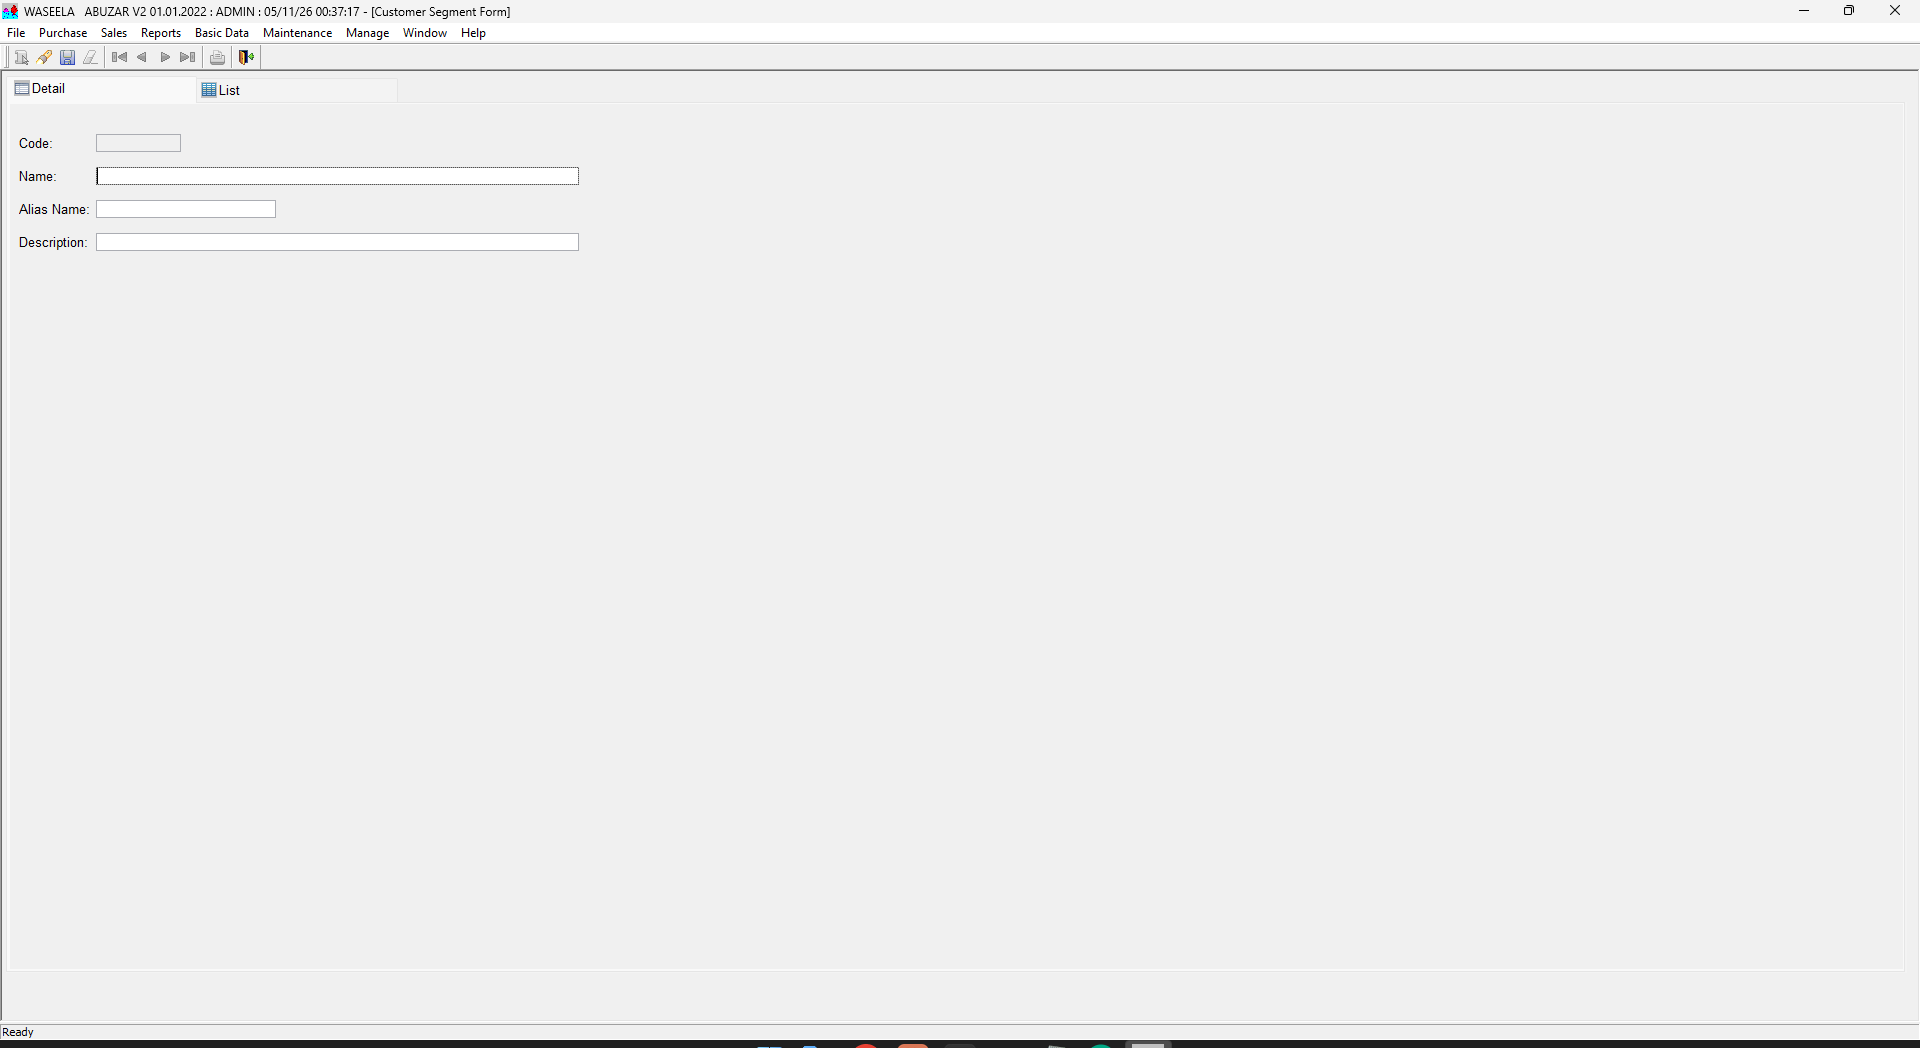 WASEELA   ABUZAR V2 01.01.2022 : ADMIN : 05/11/26 00:37:17 - [Customer Segment Form]
File  Purchase  Sales  Reports  Basic Data  Maintenance  Manage  Window  Help
Detail  List
Code:
Name:
Alias Name:
Description:
Ready